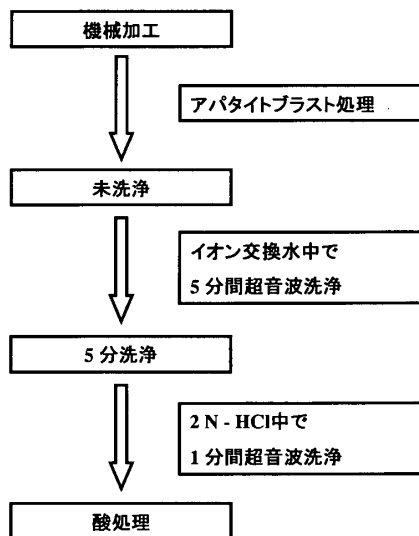 機械加工
アパタイトブラスト処理
未洗浄
イオン交換水中で
5分間超音波洗浄
5分洗浄
2 N - HCl中で
1分間超音波洗浄
酸処理